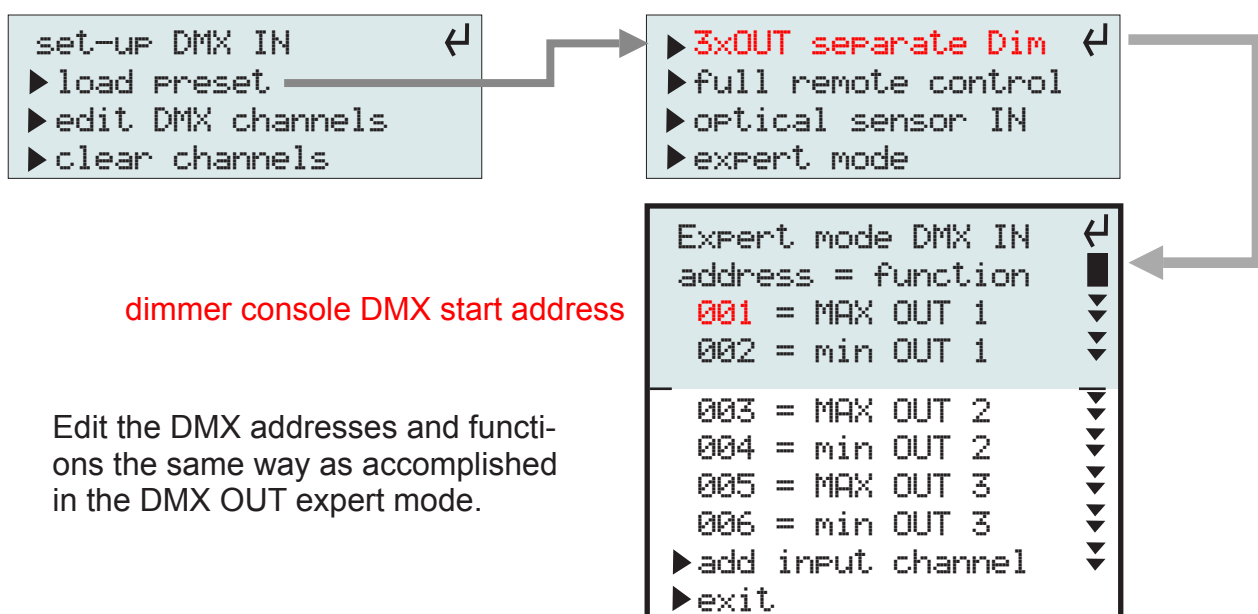 set-up DMX IN
▶load preset
▶edit DMX channels
▶clear channels
▶3xOUT separate Dim
▶full remote control
▶optical sensor IN
▶expert mode
Expert mode DMX IN
address = function
001 = MAX OUT 1
002 = min OUT 1
003 = MAX OUT 2
004 = min OUT 2
005 = MAX OUT 3
006 = min OUT 3
▶add input channel
▶exit
dimmer console DMX start address
Edit the DMX addresses and functi-
ons the same way as accomplished
in the DMX OUT expert mode.